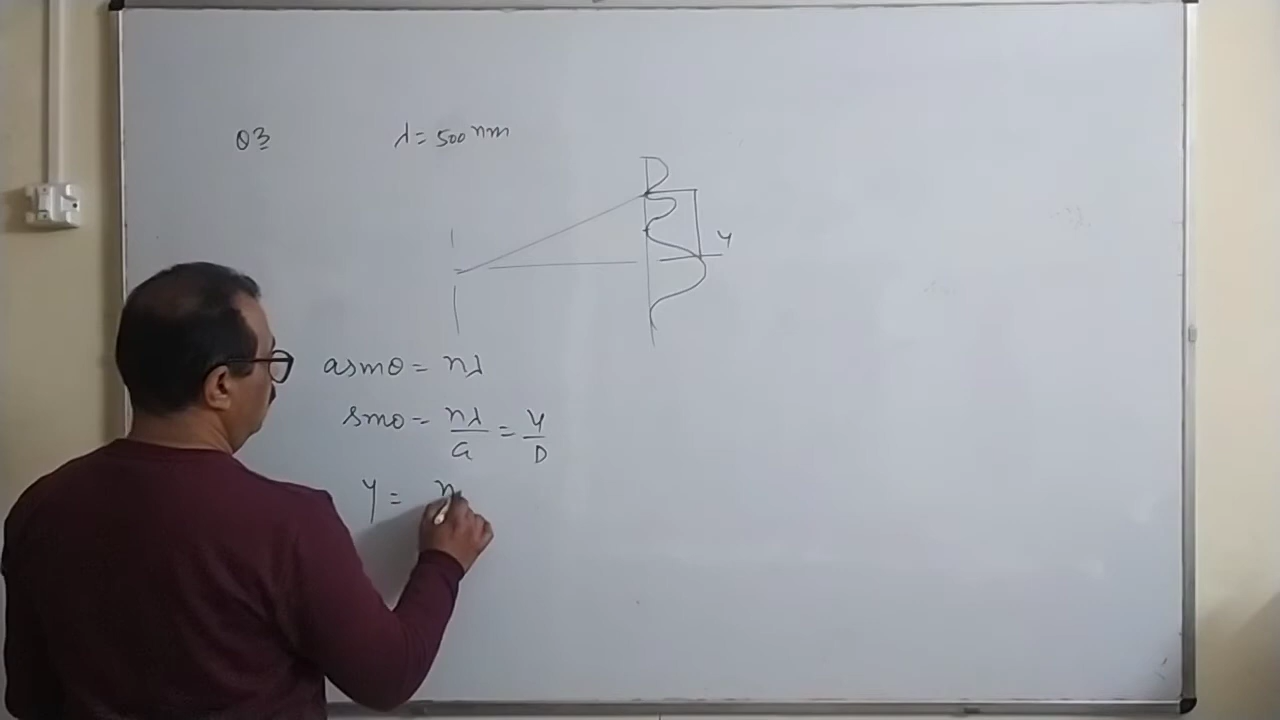 Q3
λ = 500 nm
y
a sinθ = nλ
sinθ = nλ/a = y/D
y = n